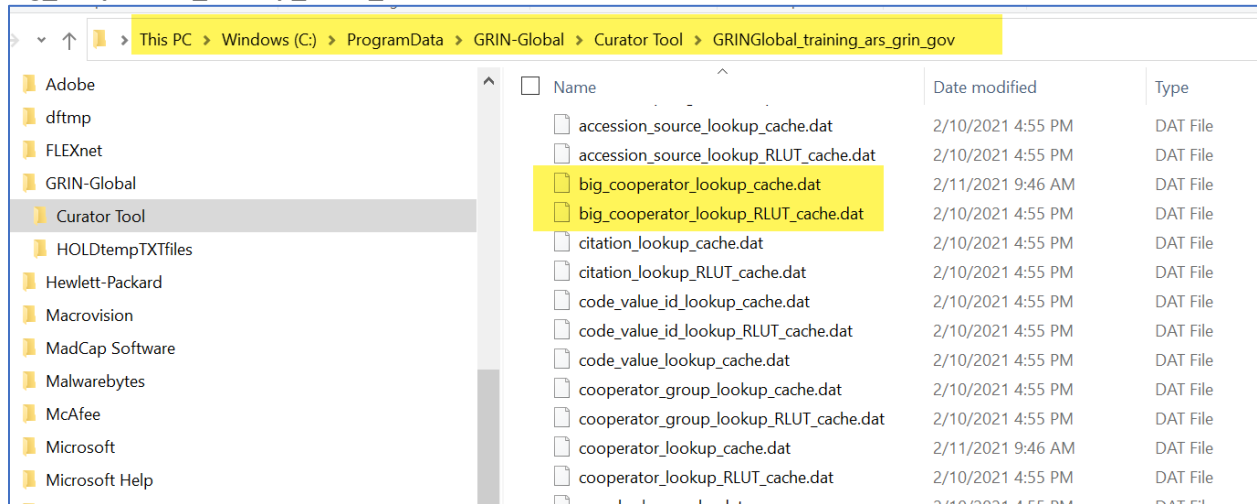 This PC > Windows (C:) > ProgramData > GRIN-Global > Curator Tool > GRINGlobal_training_ars_grin_gov
Adobe
dftmp
FLEXnet
GRIN-Global
Curator Tool
HOLDtempTXTfiles
Hewlett-Packard
Macrovision
MadCap Software
Malwarebytes
McAfee
Microsoft
Microsoft Help
Name Date modified Type
accession_source_lookup_cache.dat 2/10/2021 4:55 PM DAT File
accession_source_lookup_RLUT_cache.dat 2/10/2021 4:55 PM DAT File
big_cooperator_lookup_cache.dat 2/11/2021 9:46 AM DAT File
big_cooperator_lookup_RLUT_cache.dat 2/10/2021 4:55 PM DAT File
citation_lookup_cache.dat 2/10/2021 4:55 PM DAT File
citation_lookup_RLUT_cache.dat 2/10/2021 4:55 PM DAT File
code_value_id_lookup_cache.dat 2/10/2021 4:55 PM DAT File
code_value_id_lookup_RLUT_cache.dat 2/10/2021 4:55 PM DAT File
code_value_lookup_cache.dat 2/10/2021 4:55 PM DAT File
cooperator_group_lookup_cache.dat 2/10/2021 4:55 PM DAT File
cooperator_group_lookup_RLUT_cache.dat 2/10/2021 4:55 PM DAT File
cooperator_lookup_cache.dat 2/11/2021 9:46 AM DAT File
cooperator_lookup_RLUT_cache.dat 2/10/2021 4:55 PM DAT File